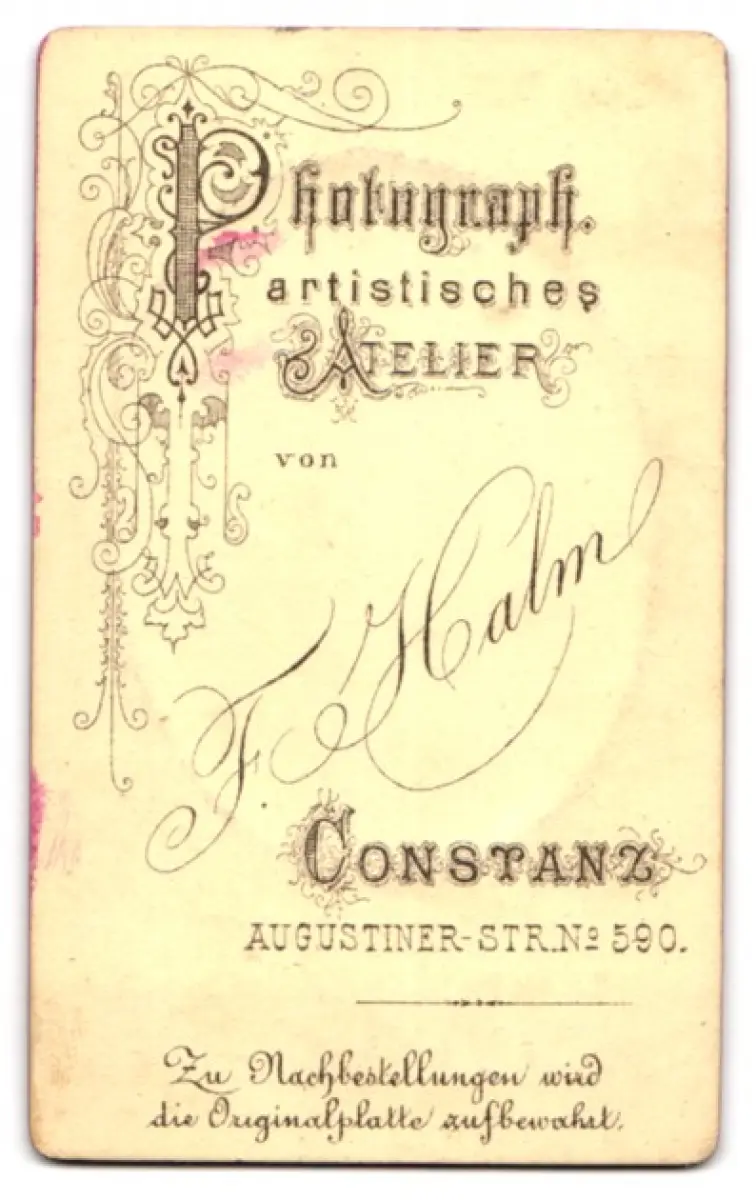 Photograph.
artistisches
ATELIER
von
F. Halm
CONSTANZ
AUGUSTINER-STR. Nº 590.
Zu Nachbestellungen wird
die Originalplatte aufbewahrt.